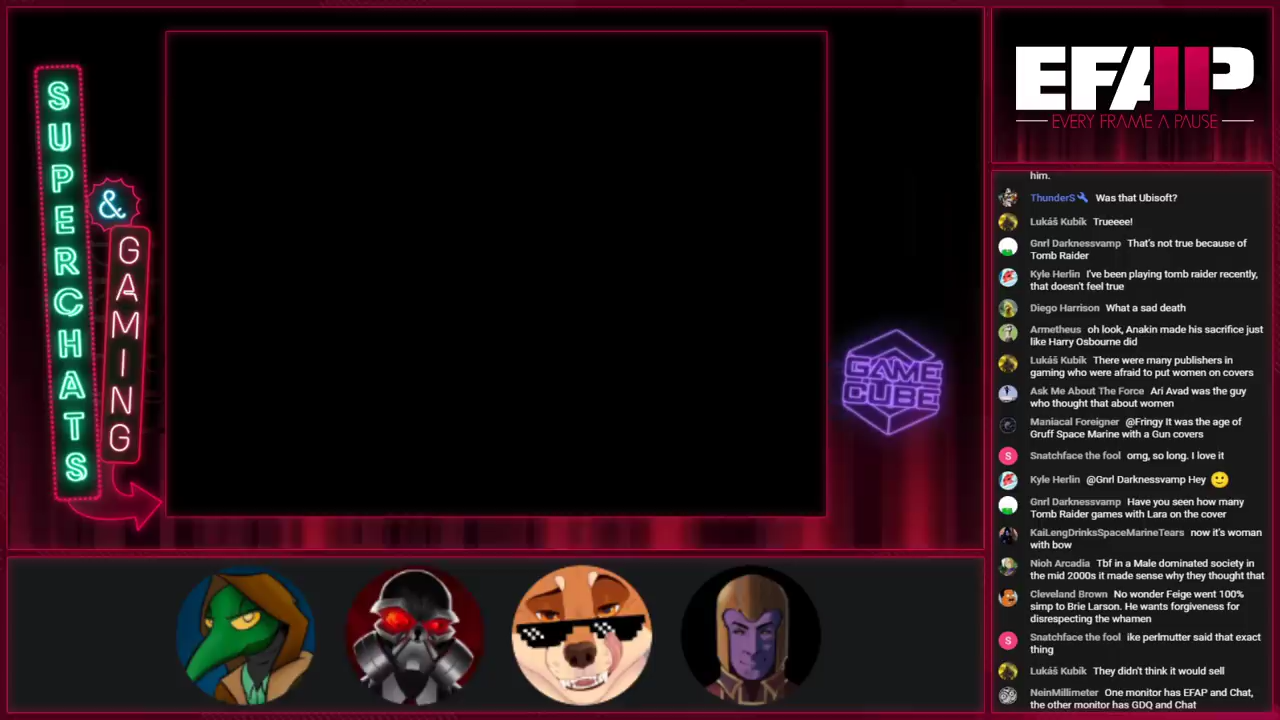 SUPERCHATS
&
GAMING
GAME
CUBE
EFAP
EVERY FRAME A PAUSE
him.
ThunderS Was that Ubisoft?
Lukáš Kubík Trueeee!
Gnrl Darknessvamp That's not true because of
Tomb Raider
Kyle Herlin I've been playing tomb raider recently,
that doesn't feel true
Diego Harrison What a sad death
Armetheus oh look, Anakin made his sacrifice just
like Harry Osbourne did
Lukáš Kubík There were many publishers in
gaming who were afraid to put women on covers
Ask Me About The Force Ari Avad was the guy
who thought that about women
Maniacal Foreigner @Fringy It was the age of
Gruff Space Marine with a Gun covers
S
Snatchface the fool omg, so long. I love it
Kyle Herlin @Gnrl Darknessvamp Hey 🙂
Gnrl Darknessvamp Have you seen how many
Tomb Raider games with Lara on the cover
KaiLengDrinksSpaceMarineTears now it's woman
with bow
Nioh Arcadia Tbf in a Male dominated society in
the mid 2000s it made sense why they thought that
Cleveland Brown No wonder Feige went 100%
simp to Brie Larson. He wants forgiveness for
disrespecting the whamen
S
Snatchface the fool ike perlmutter said that exact
thing
Lukáš Kubík They didn't think it would sell
NeinMillimeter One monitor has EFAP and Chat,
the other monitor has GDQ and Chat